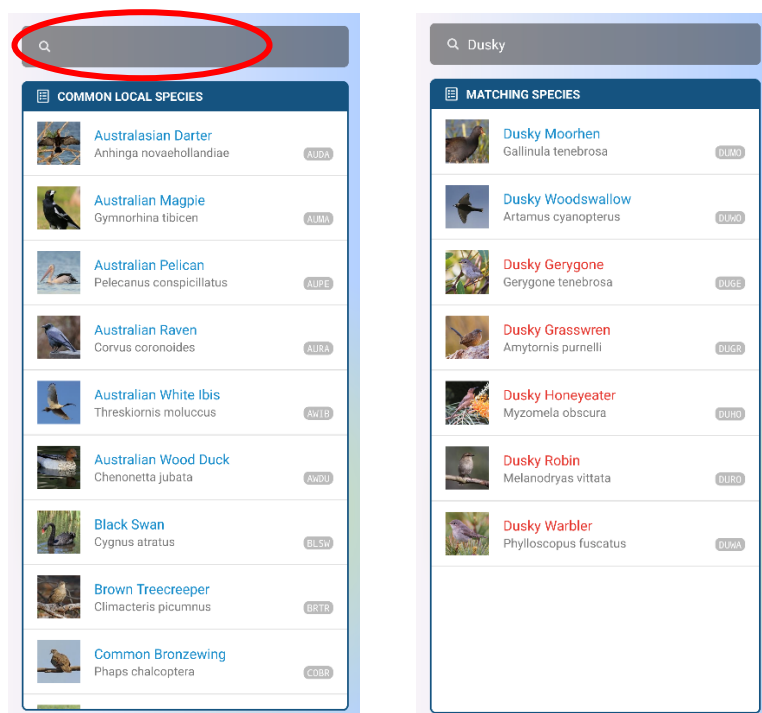 COMMON LOCAL SPECIES
Australasian Darter
Anhinga novaehollandiae
AUDA
Australian Magpie
Gymnorhina tibicen
AUMA
Australian Pelican
Pelecanus conspicillatus
AUPE
Australian Raven
Corvus coronoides
AURA
Australian White Ibis
Threskiornis moluccus
AWIB
Australian Wood Duck
Chenonetta jubata
AWDU
Black Swan
Cygnus atratus
BLSW
Brown Treecreeper
Climacteris picumnus
BRTR
Common Bronzewing
Phaps chalcoptera
COBR
Dusky
MATCHING SPECIES
Dusky Moorhen
Gallinula tenebrosa
DUMO
Dusky Woodswallow
Artamus cyanopterus
DUWO
Dusky Gerygone
Gerygone tenebrosa
DUGE
Dusky Grasswren
Amytornis purnelli
DUGR
Dusky Honeyeater
Myzomela obscura
DUHO
Dusky Robin
Melanodryas vittata
DURO
Dusky Warbler
Phylloscopus fuscatus
DUWA